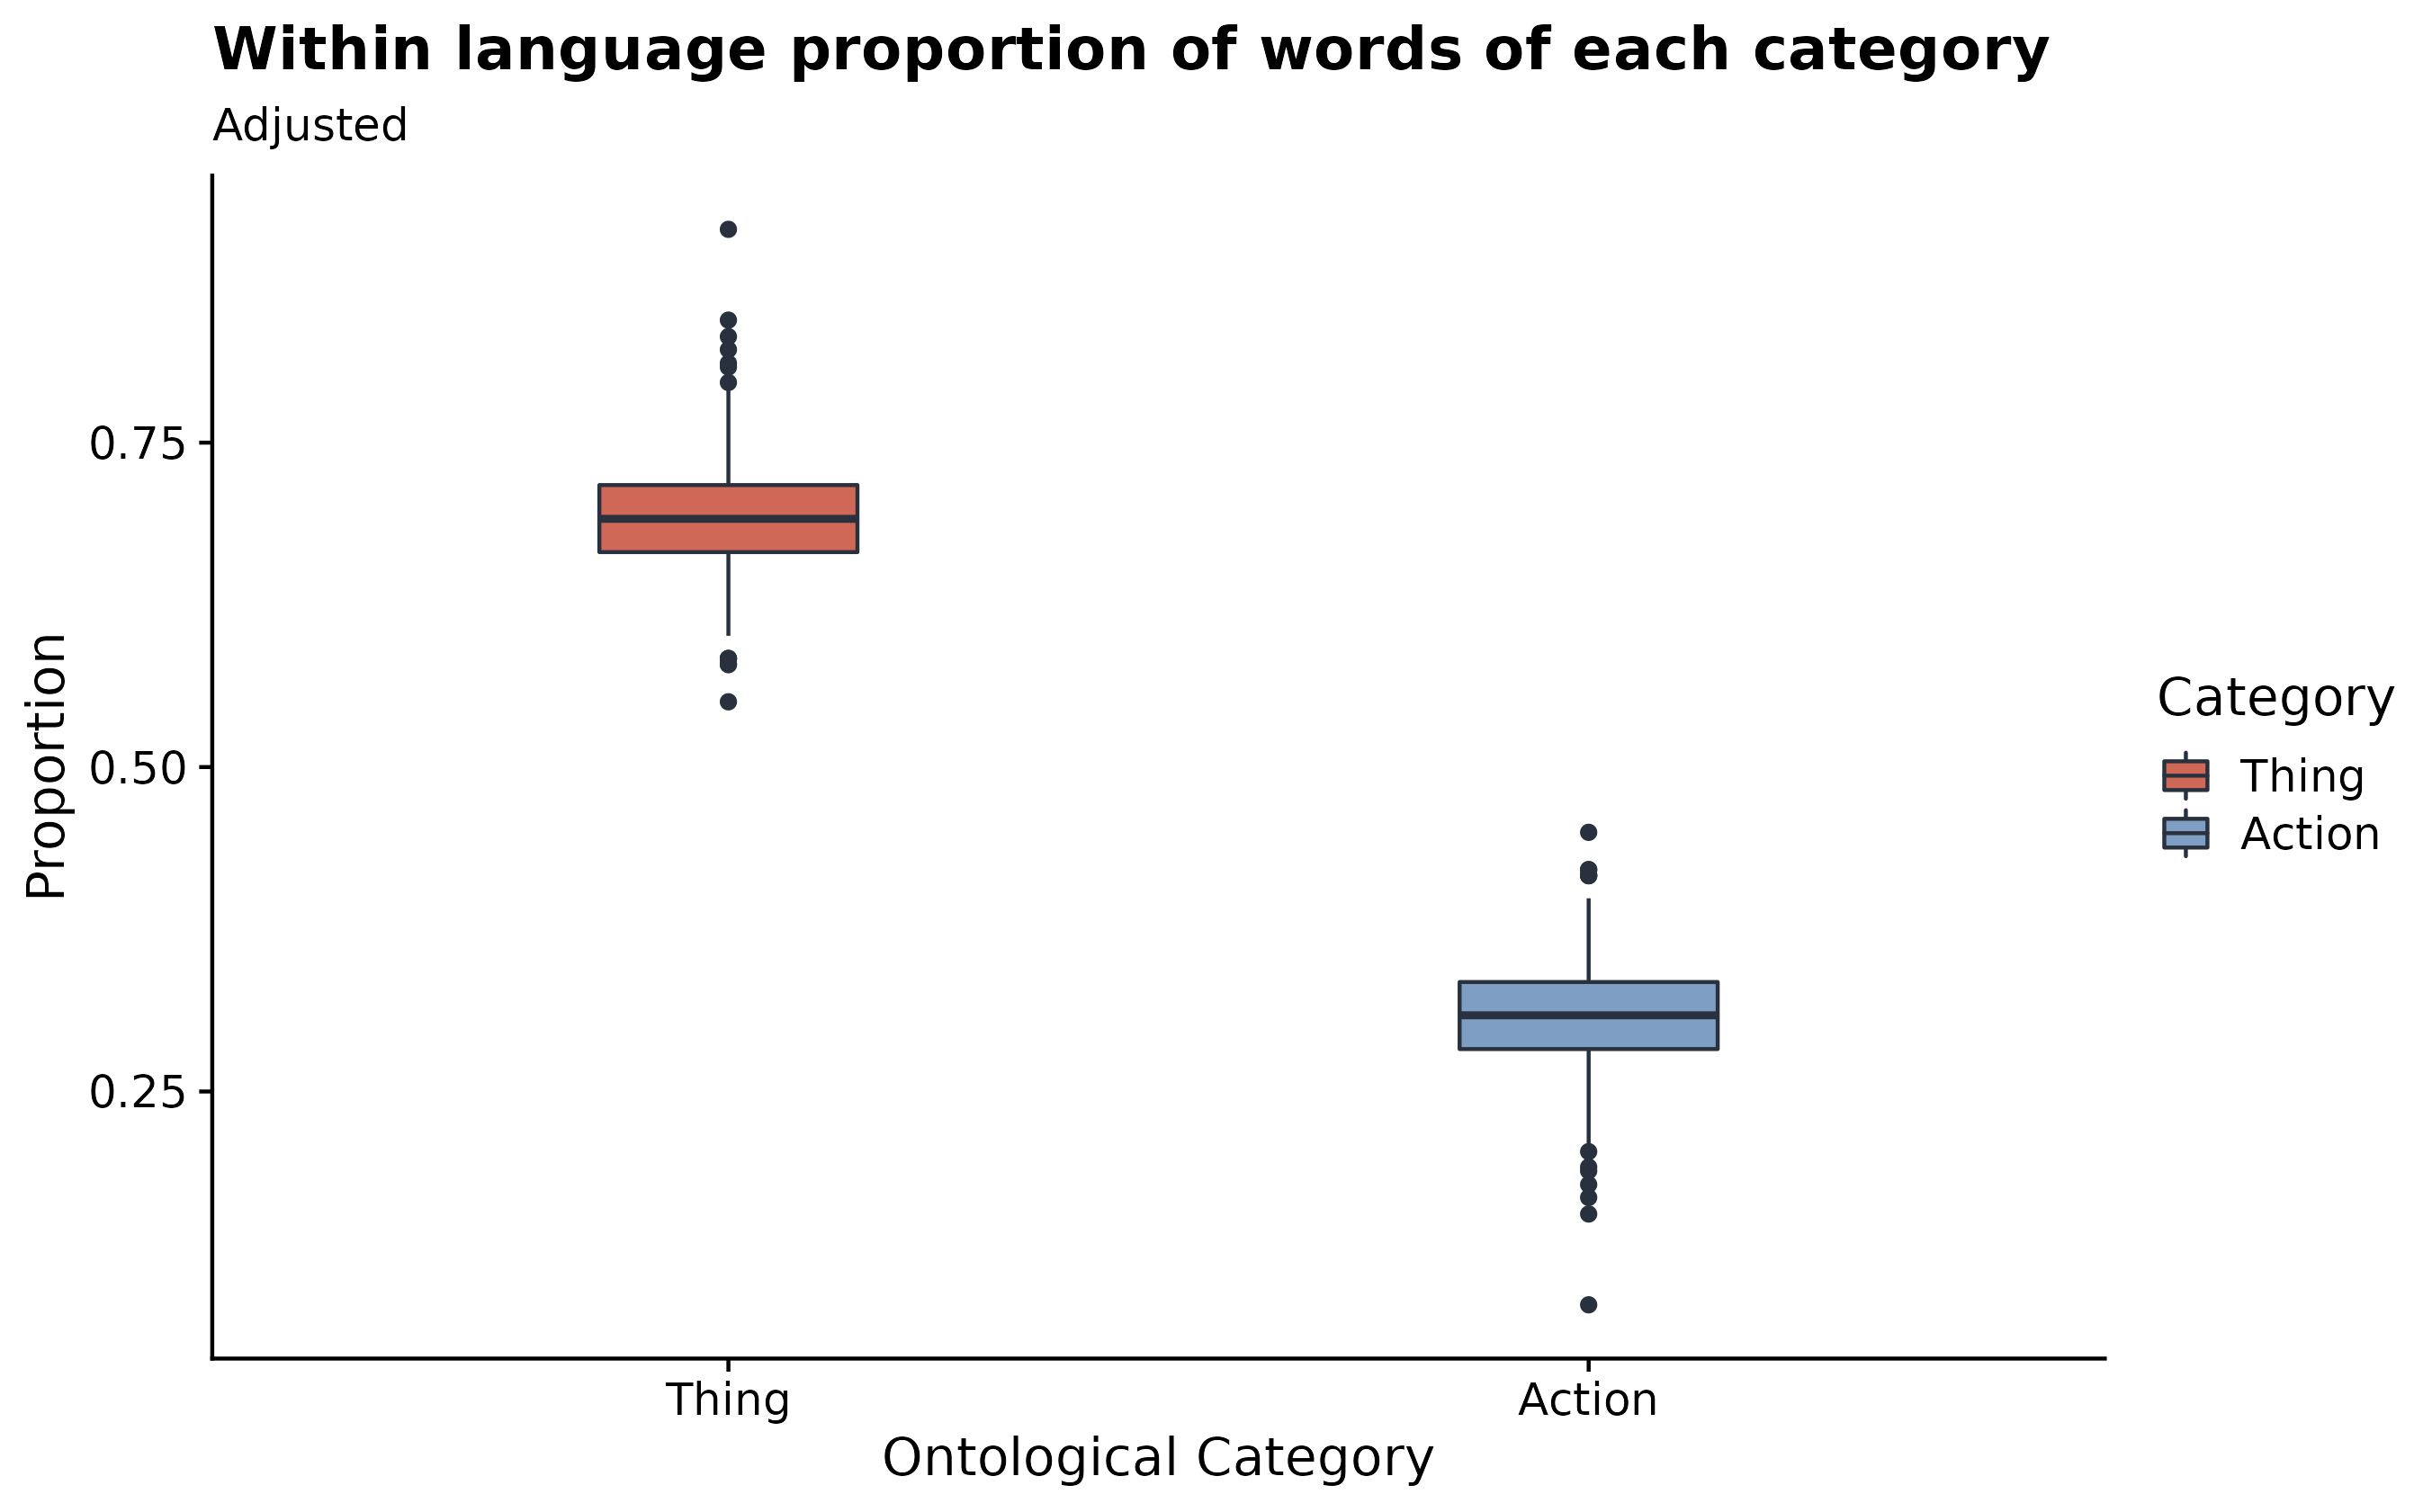 Within language proportion of words of each category
Adjusted
Proportion
0.75
0.50
0.25
Thing
Action
Ontological Category
Category
Thing
Action